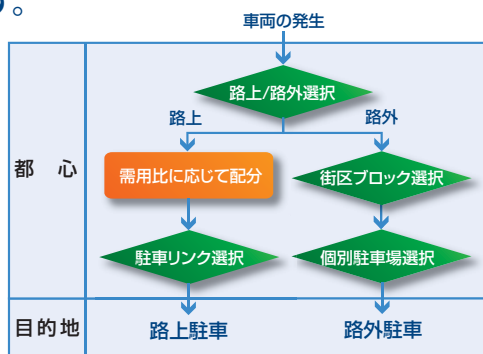 う。
車両の発生
路上/路外選択
路上
路外
都 心
需用比に応じて配分
街区ブロック選択
駐車リンク選択
個別駐車場選択
目的地
路上駐車
路外駐車